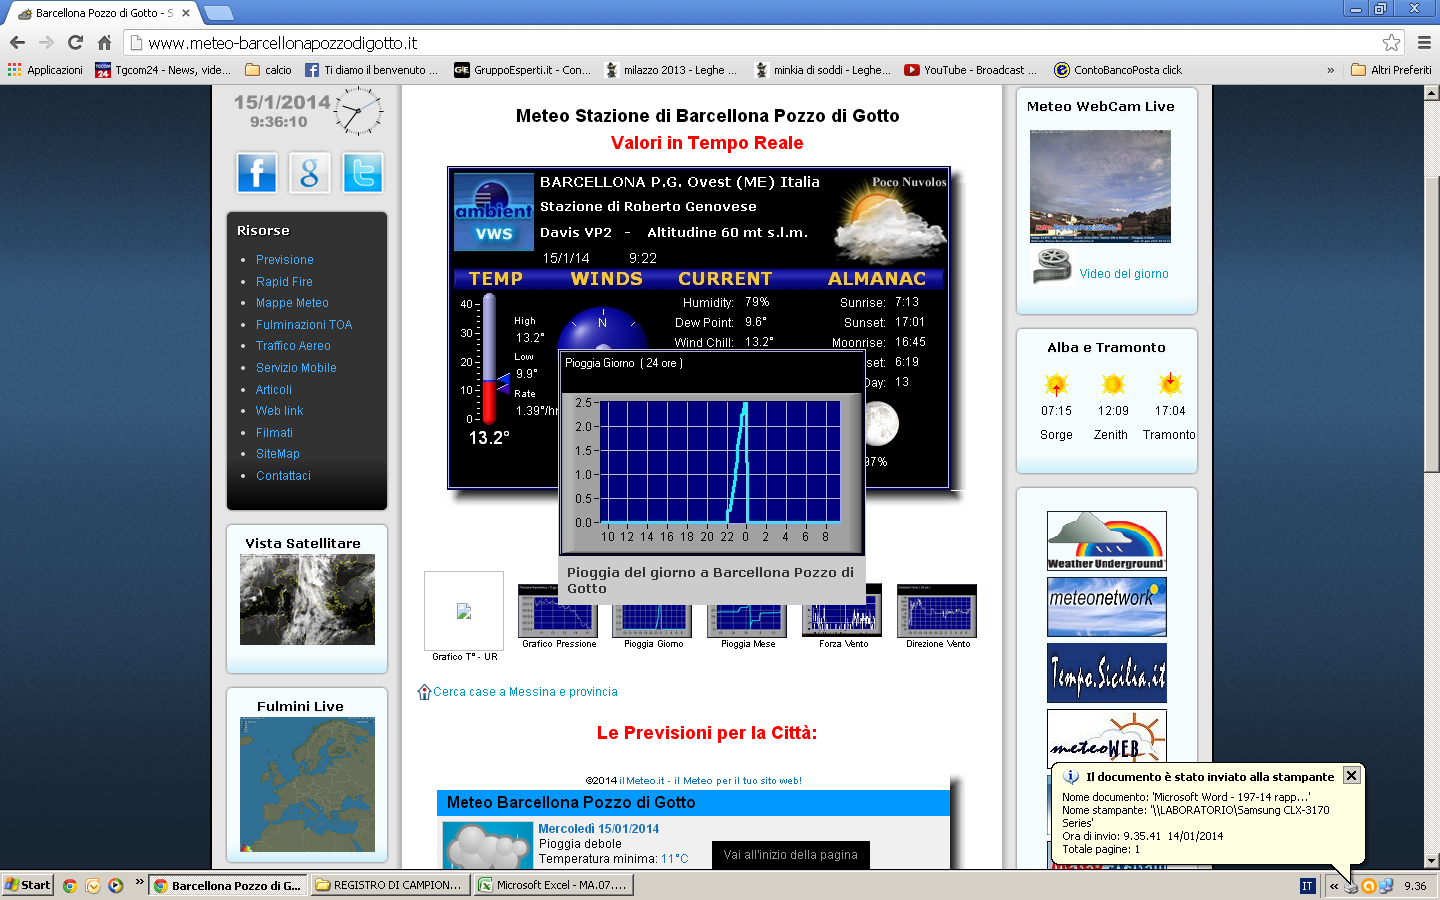 Barcellona Pozzo di Gotto - S
www.meteo-barcellonapozzodigotto.it
Applicazioni
Tgcom24 - News, vide...
calcio
Ti diamo il benvenuto ...
GruppoEsperti.it - Con...
milazzo 2013 - Leghe ...
minkia di soddi - Leghe...
YouTube - Broadcast ...
ContoBancoPosta click
»
Altri Preferiti
15/1/2014
9:36:10
Risorse
Previsione
Rapid Fire
Mappe Meteo
Fulminazioni TOA
Traffico Aereo
Servizio Mobile
Articoli
Web link
Filmati
SiteMap
Contattaci
Vista Satellitare
Fulmini Live
Meteo Stazione di Barcellona Pozzo di Gotto
Valori in Tempo Reale
ambient
VWS
BARCELLONA P.G. Ovest (ME) Italia
Stazione di Roberto Genovese
Davis VP2 - Altitudine 60 mt s.l.m.
15/1/14 9:22
Poco Nuvolos
TEMP WINDS CURRENT ALMANAC
40
30
20
10
0
High
13.2°
Low
9.9°
Rate
1.39°/hr
13.2°
N
Humidity: 79%
Dew Point: 9.6°
Wind Chill: 13.2°
Sunrise: 7:13
Sunset: 17:01
Moonrise: 16:45
set: 6:19
Day: 13
97%
Pioggia Giorno ( 24 ore )
2.5
2.0
1.5
1.0
0.5
0.0
10 12 14 16 18 20 22 0 2 4 6 8
Pioggia del giorno a Barcellona Pozzo di
Gotto
Grafico T° - UR
Grafico Pressione
Pioggia Giorno
Pioggia Mese
Forza Vento
Direzione Vento
Cerca case a Messina e provincia
Le Previsioni per la Città:
©2014 ilMeteo.it - il Meteo per il tuo sito web!
Meteo Barcellona Pozzo di Gotto
Mercoledì 15/01/2014
Pioggia debole
Temperatura minima: 11°C
Vai all'inizio della pagina
Meteo WebCam Live
Video del giorno
Alba e Tramonto
07:15 12:09 17:04
Sorge Zenith Tramonto
Weather Underground
meteonetwork
Tempo.Sicilia.it
meteoWEB
Il documento è stato inviato alla stampante
Nome documento: 'Microsoft Word - 197-14 rapp...'
Nome stampante: '\\LABORATORIO\Samsung CLX-3170
Series'
Ora di invio: 9.35.41 14/01/2014
Totale pagine: 1
Start
»
Barcellona Pozzo di G...
REGISTRO DI CAMPION...
Microsoft Excel - MA.07....
IT
«
9.36